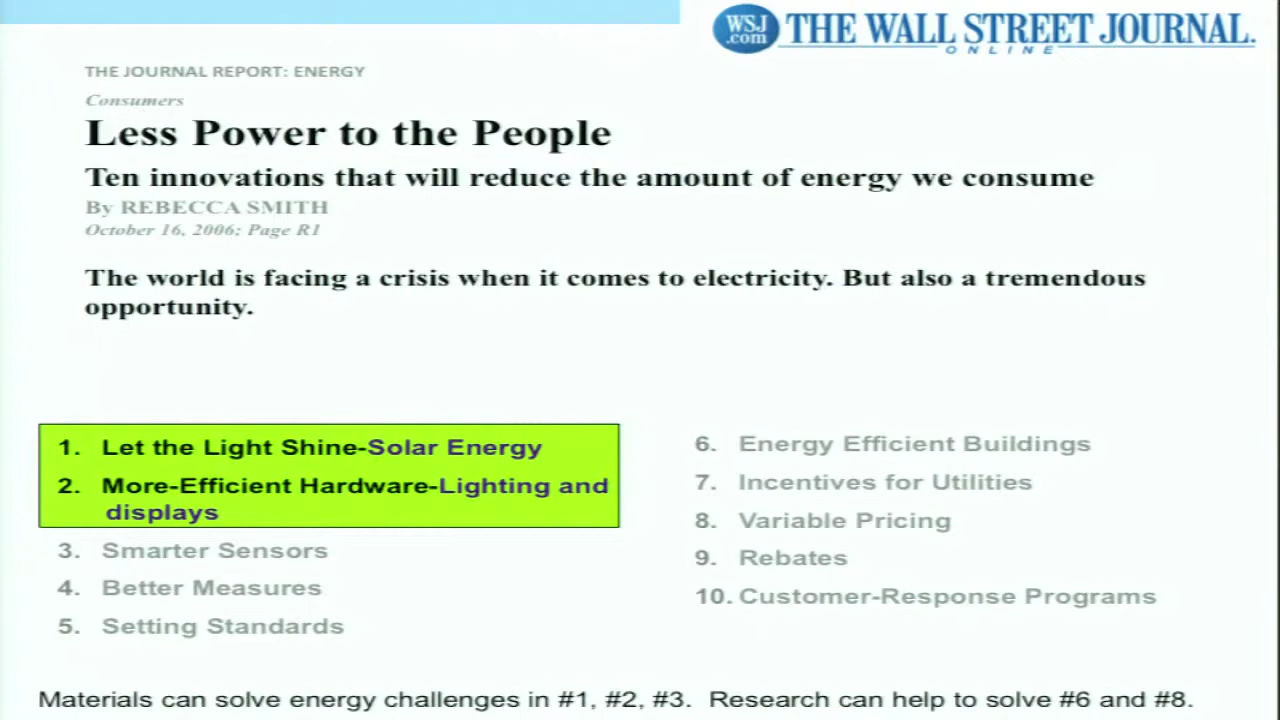 WSJ .com THE WALL STREET JOURNAL.
ONLINE
THE JOURNAL REPORT: ENERGY
Consumers
Less Power to the People
Ten innovations that will reduce the amount of energy we consume
By REBECCA SMITH
October 16, 2006; Page R1
The world is facing a crisis when it comes to electricity. But also a tremendous
opportunity.
1. Let the Light Shine-Solar Energy
2. More-Efficient Hardware-Lighting and
displays
3. Smarter Sensors
4. Better Measures
5. Setting Standards
6. Energy Efficient Buildings
7. Incentives for Utilities
8. Variable Pricing
9. Rebates
10. Customer-Response Programs
Materials can solve energy challenges in #1, #2, #3. Research can help to solve #6 and #8.